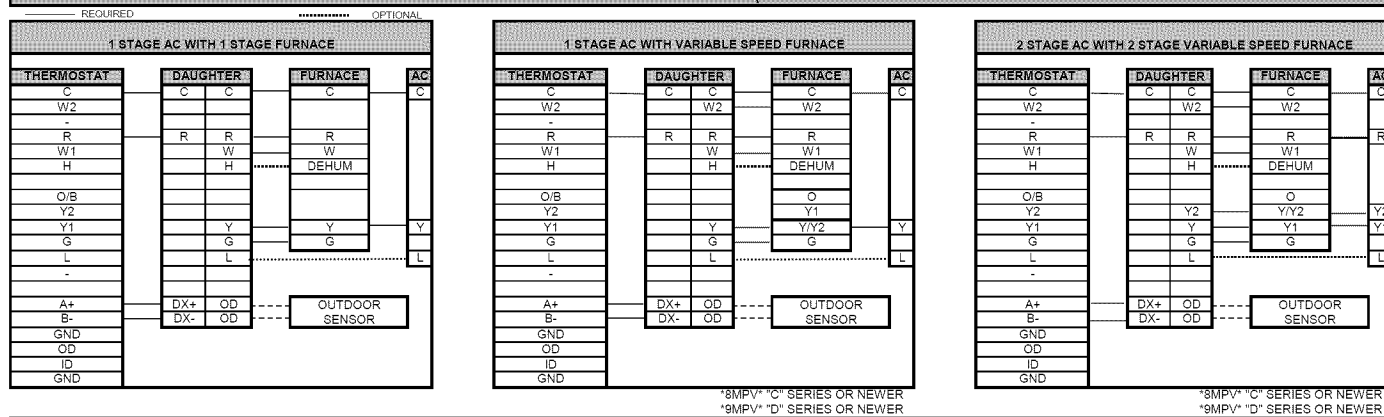 REQUIRED OPTIONAL
1 STAGE AC WITH 1 STAGE FURNACE
THERMOSTAT DAUGHTER FURNACE AC
C C C C C
W2
-
R R R R
W1 W W
H H DEHUM
O/B
Y2
Y1 Y Y Y
G G G
L L L
-
A+ DX+ OD OUTDOOR
B- DX- OD SENSOR
GND
OD
ID
GND
1 STAGE AC WITH VARIABLE SPEED FURNACE
THERMOSTAT DAUGHTER FURNACE AC
C C C C C
W2 W2 W2
-
R R R R
W1 W W1
H H DEHUM
O/B O
Y2 Y1
Y1 Y Y/Y2 Y
G G G
L L L
-
A+ DX+ OD OUTDOOR
B- DX- OD SENSOR
GND
OD
ID
GND
*8MPV* "C" SERIES OR NEWER
*9MPV* "D" SERIES OR NEWER
2 STAGE AC WITH 2 STAGE VARIABLE SPEED FURNACE
THERMOSTAT DAUGHTER FURNACE
C C C C
W2 W2 W2
-
R R R R R
W1 W W1
H H DEHUM
O/B O
Y2 Y2 Y/Y2
Y1 Y Y1
G G G
L L L
-
A+ DX+ OD OUTDOOR
B- DX- OD SENSOR
GND
OD
ID
GND
*8MPV* "C" SERIES OR NEWER
*9MPV* "D" SERIES OR NEWER